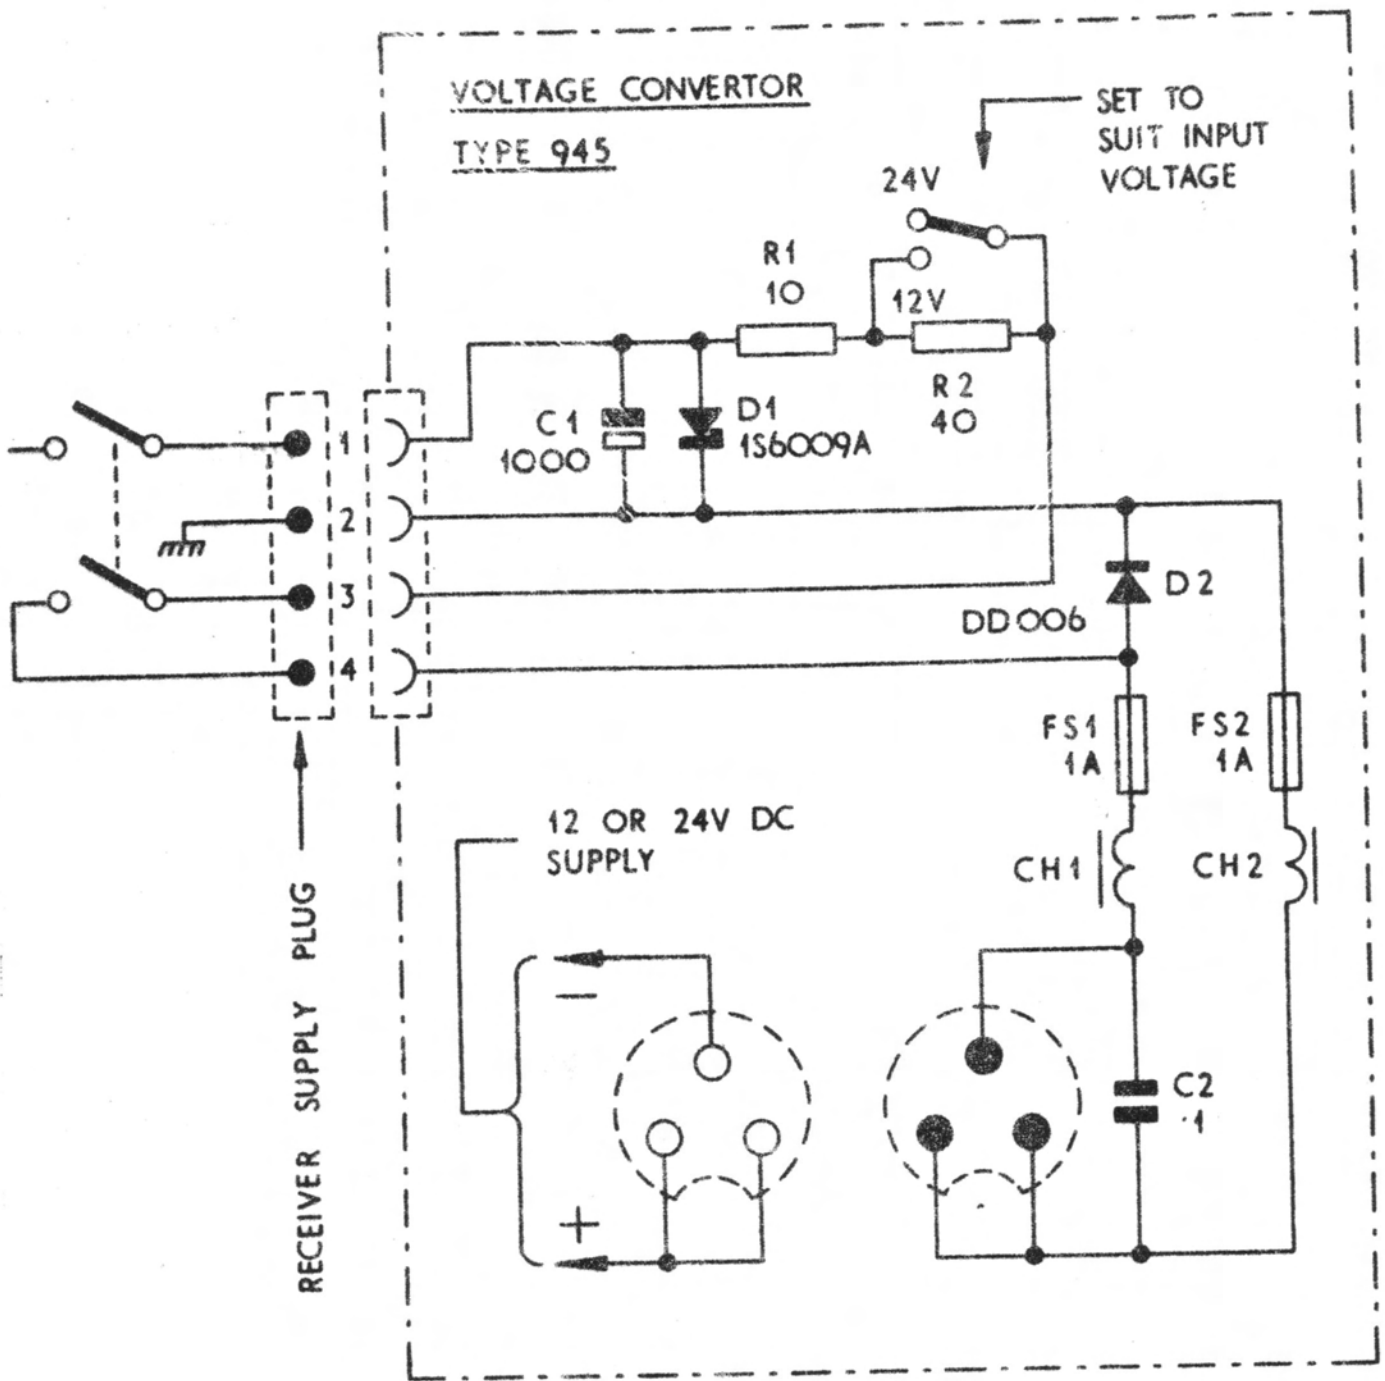 VOLTAGE CONVERTOR
TYPE 945
SET TO
SUIT INPUT
VOLTAGE
24V
12V
R1
10
R2
40
C1
1000
D1
1S6009A
1
2
3
4
D2
DD006
FS1
1A
FS2
1A
12 OR 24V DC
SUPPLY
CH1
CH2
RECEIVER SUPPLY PLUG
−
+
C2
·1